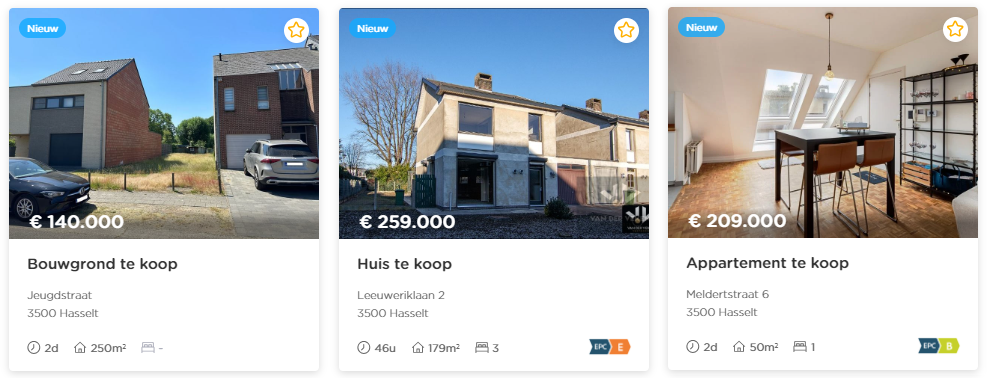 Nieuw
€ 140.000
Bouwgrond te koop
Jeugdstraat
3500 Hasselt
2d 250m² -
Nieuw
VAN DER
€ 259.000
Huis te koop
Leeuweriklaan 2
3500 Hasselt
46u 179m² 3 EPC E
Nieuw
€ 209.000
Appartement te koop
Meldertstraat 6
3500 Hasselt
2d 50m² 1 EPC B